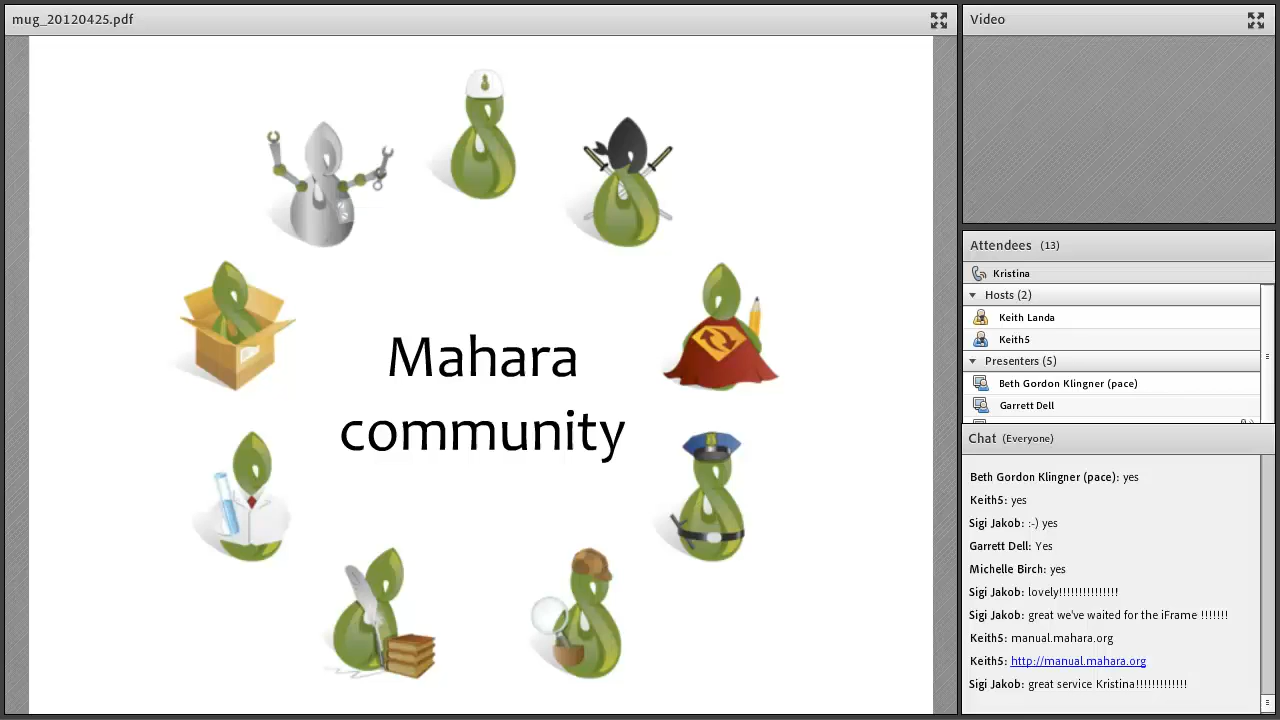 mug_20120425.pdf
Mahara
community
Video
Attendees (13)
Kristina
Hosts (2)
Keith Landa
Keith5
Presenters (5)
Beth Gordon Klingner (pace)
Garrett Dell
Chat (Everyone)
Beth Gordon Klingner (pace): yes
Keith5: yes
Sigi Jakob: :-) yes
Garrett Dell: Yes
Michelle Birch: yes
Sigi Jakob: lovely!!!!!!!!!!!!!!!
Sigi Jakob: great we've waited for the iFrame !!!!!!!
Keith5: manual.mahara.org
Keith5: http://manual.mahara.org
Sigi Jakob: great service Kristina!!!!!!!!!!!!!